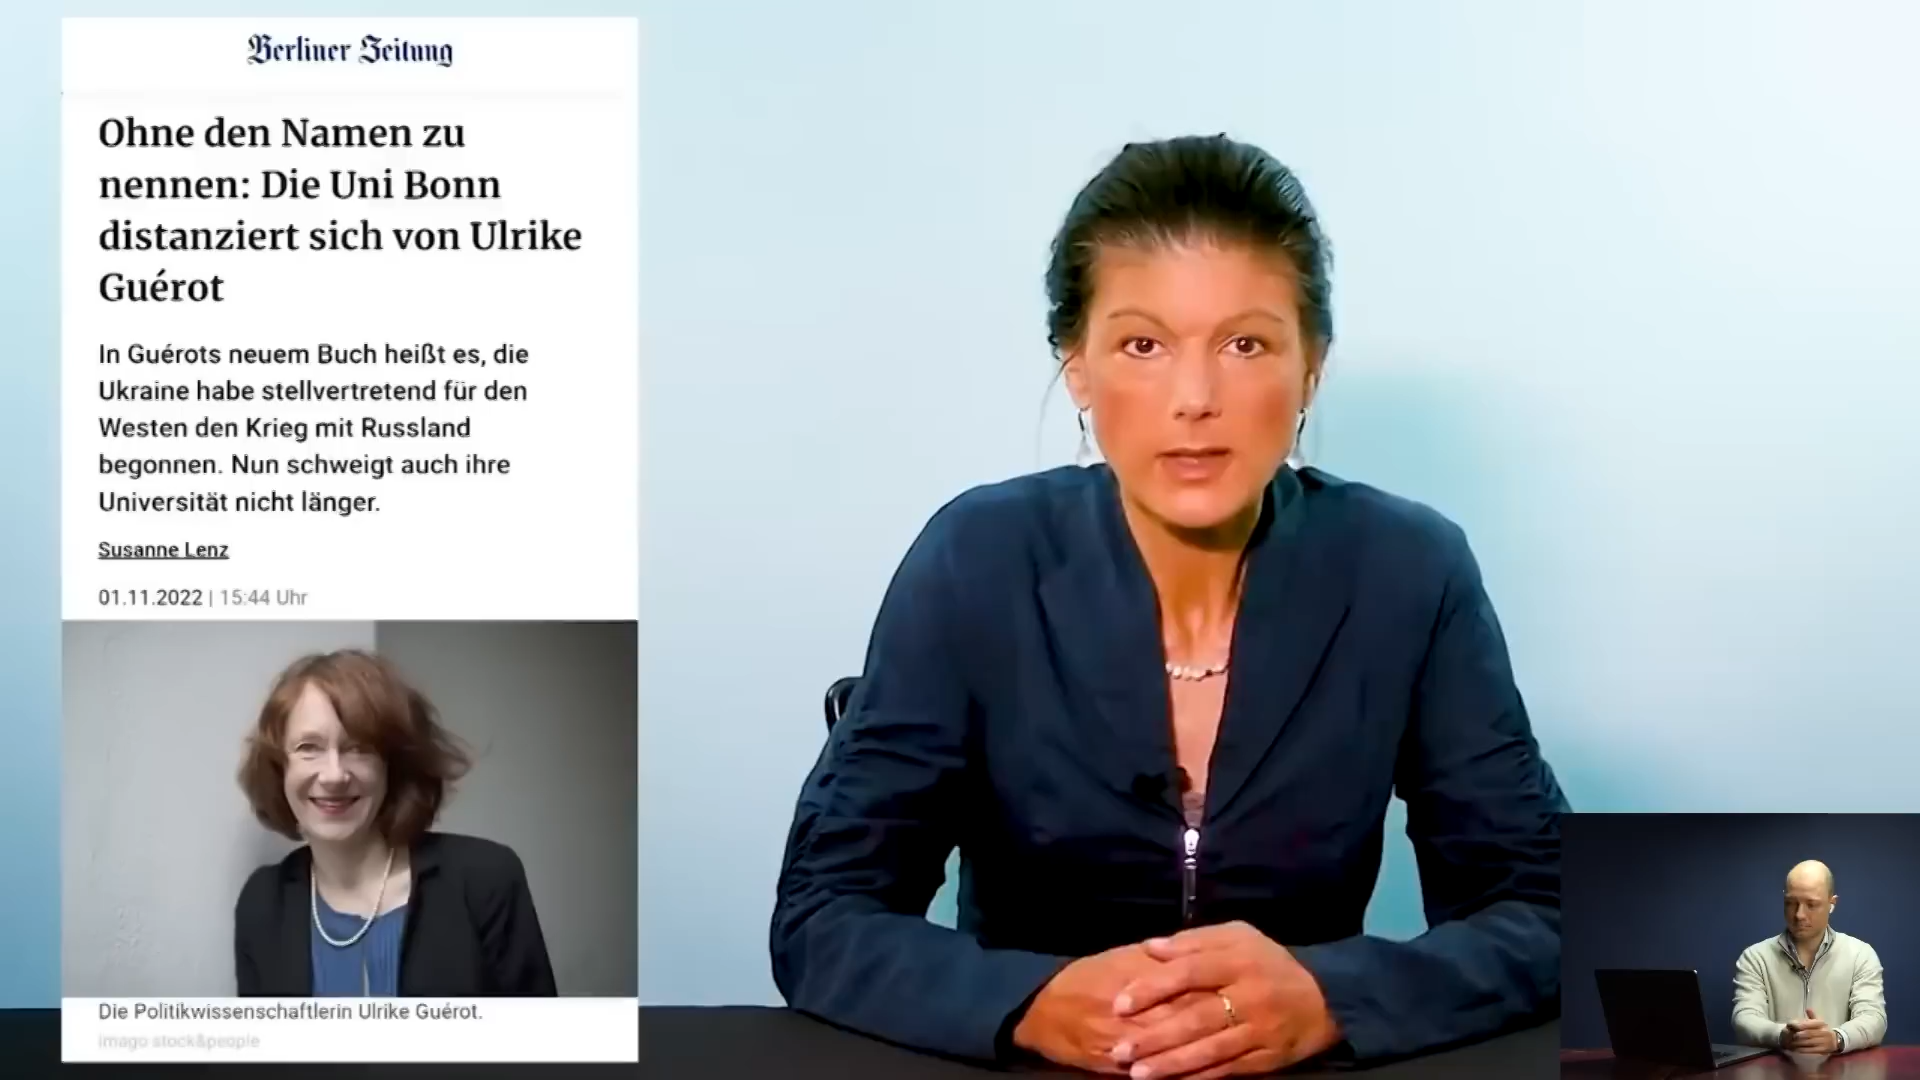 Berliner Zeitung
Ohne den Namen zu
nennen: Die Uni Bonn
distanziert sich von Ulrike
Guérot
In Guérots neuem Buch heißt es, die
Ukraine habe stellvertretend für den
Westen den Krieg mit Russland
begonnen. Nun schweigt auch ihre
Universität nicht länger.
Susanne Lenz
01.11.2022 | 15:44 Uhr
Die Politikwissenschaftlerin Ulrike Guérot.
imago stock&people